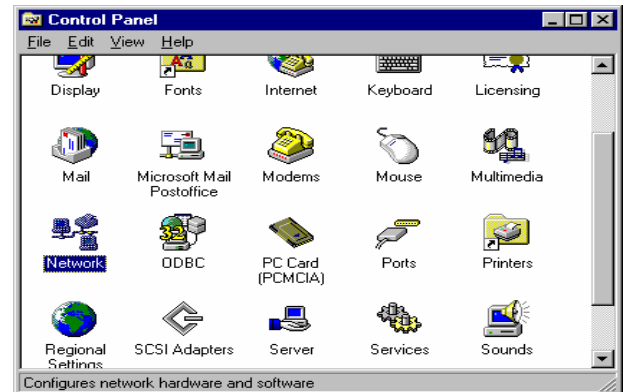 Control Panel
File Edit View Help
Display Fonts Internet Keyboard Licensing
Mail Microsoft Mail Postoffice Modems Mouse Multimedia
Network ODBC PC Card (PCMCIA) Ports Printers
Regional Settings SCSI Adapters Server Services Sounds
Configures network hardware and software